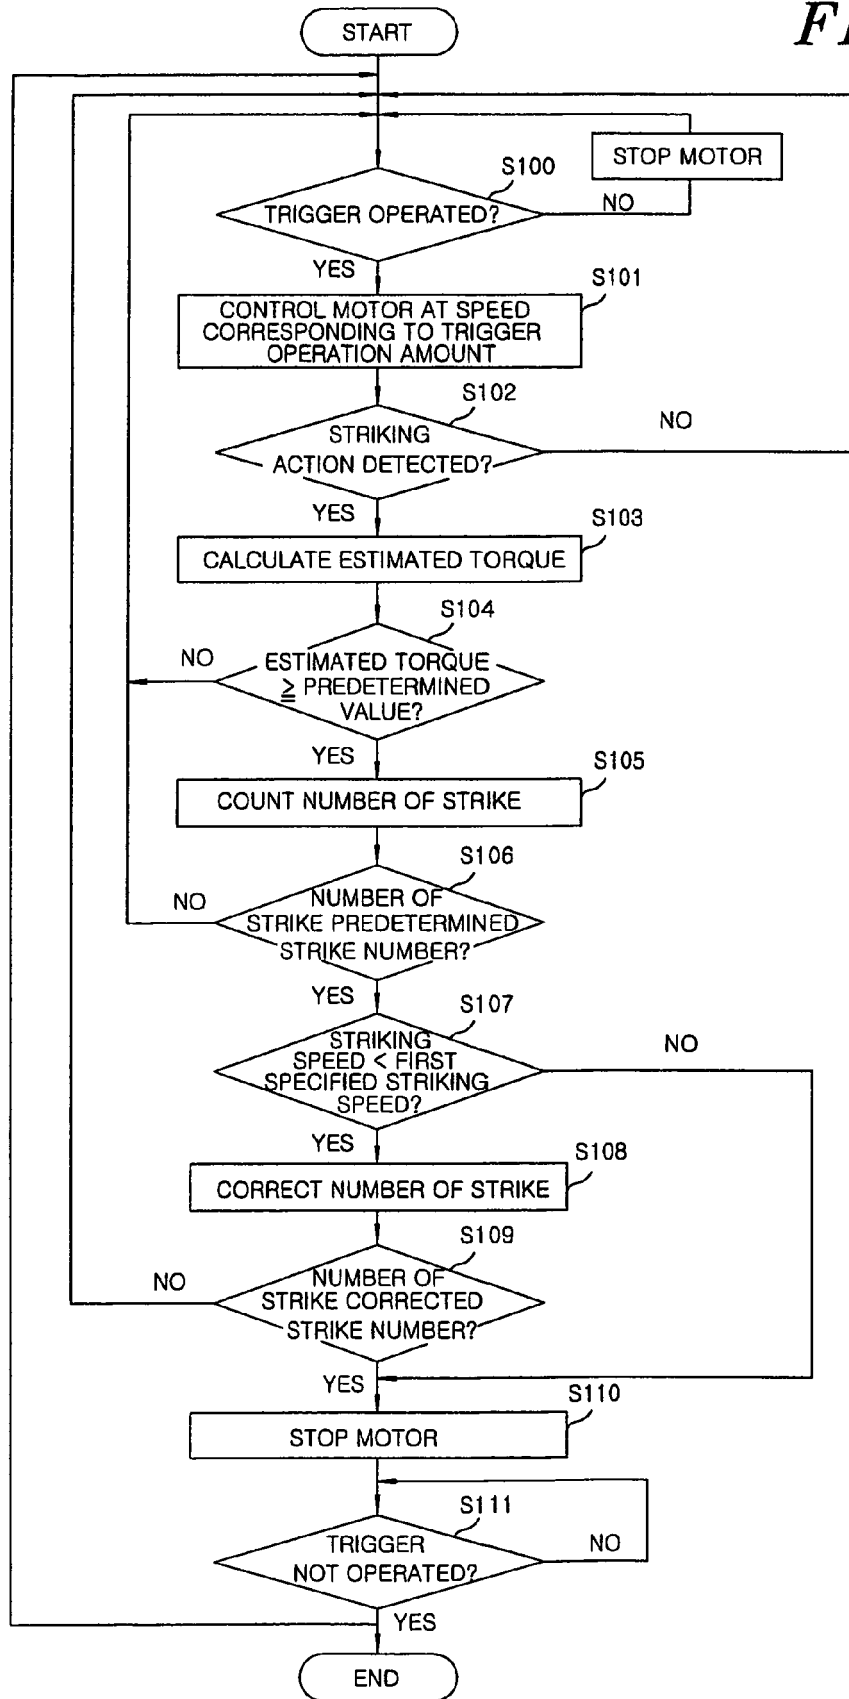 FI
START
STOP MOTOR
S100
TRIGGER OPERATED?
NO
YES
S101
CONTROL MOTOR AT SPEED
CORRESPONDING TO TRIGGER
OPERATION AMOUNT
S102
STRIKING
ACTION DETECTED?
NO
YES
S103
CALCULATE ESTIMATED TORQUE
S104
NO
ESTIMATED TORQUE
≧ PREDETERMINED
VALUE?
YES
S105
COUNT NUMBER OF STRIKE
S106
NO
NUMBER OF
STRIKE PREDETERMINED
STRIKE NUMBER?
YES
S107
STRIKING
SPEED < FIRST
SPECIFIED STRIKING
SPEED?
NO
YES
S108
CORRECT NUMBER OF STRIKE
S109
NO
NUMBER OF
STRIKE CORRECTED
STRIKE NUMBER?
YES
S110
STOP MOTOR
S111
TRIGGER
NOT OPERATED?
NO
YES
END